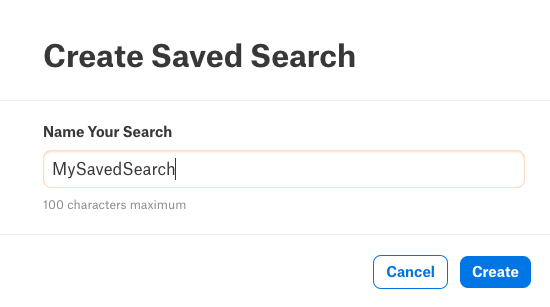 Create Saved Search
Name Your Search
MySavedSearch
100 characters maximum
Cancel Create